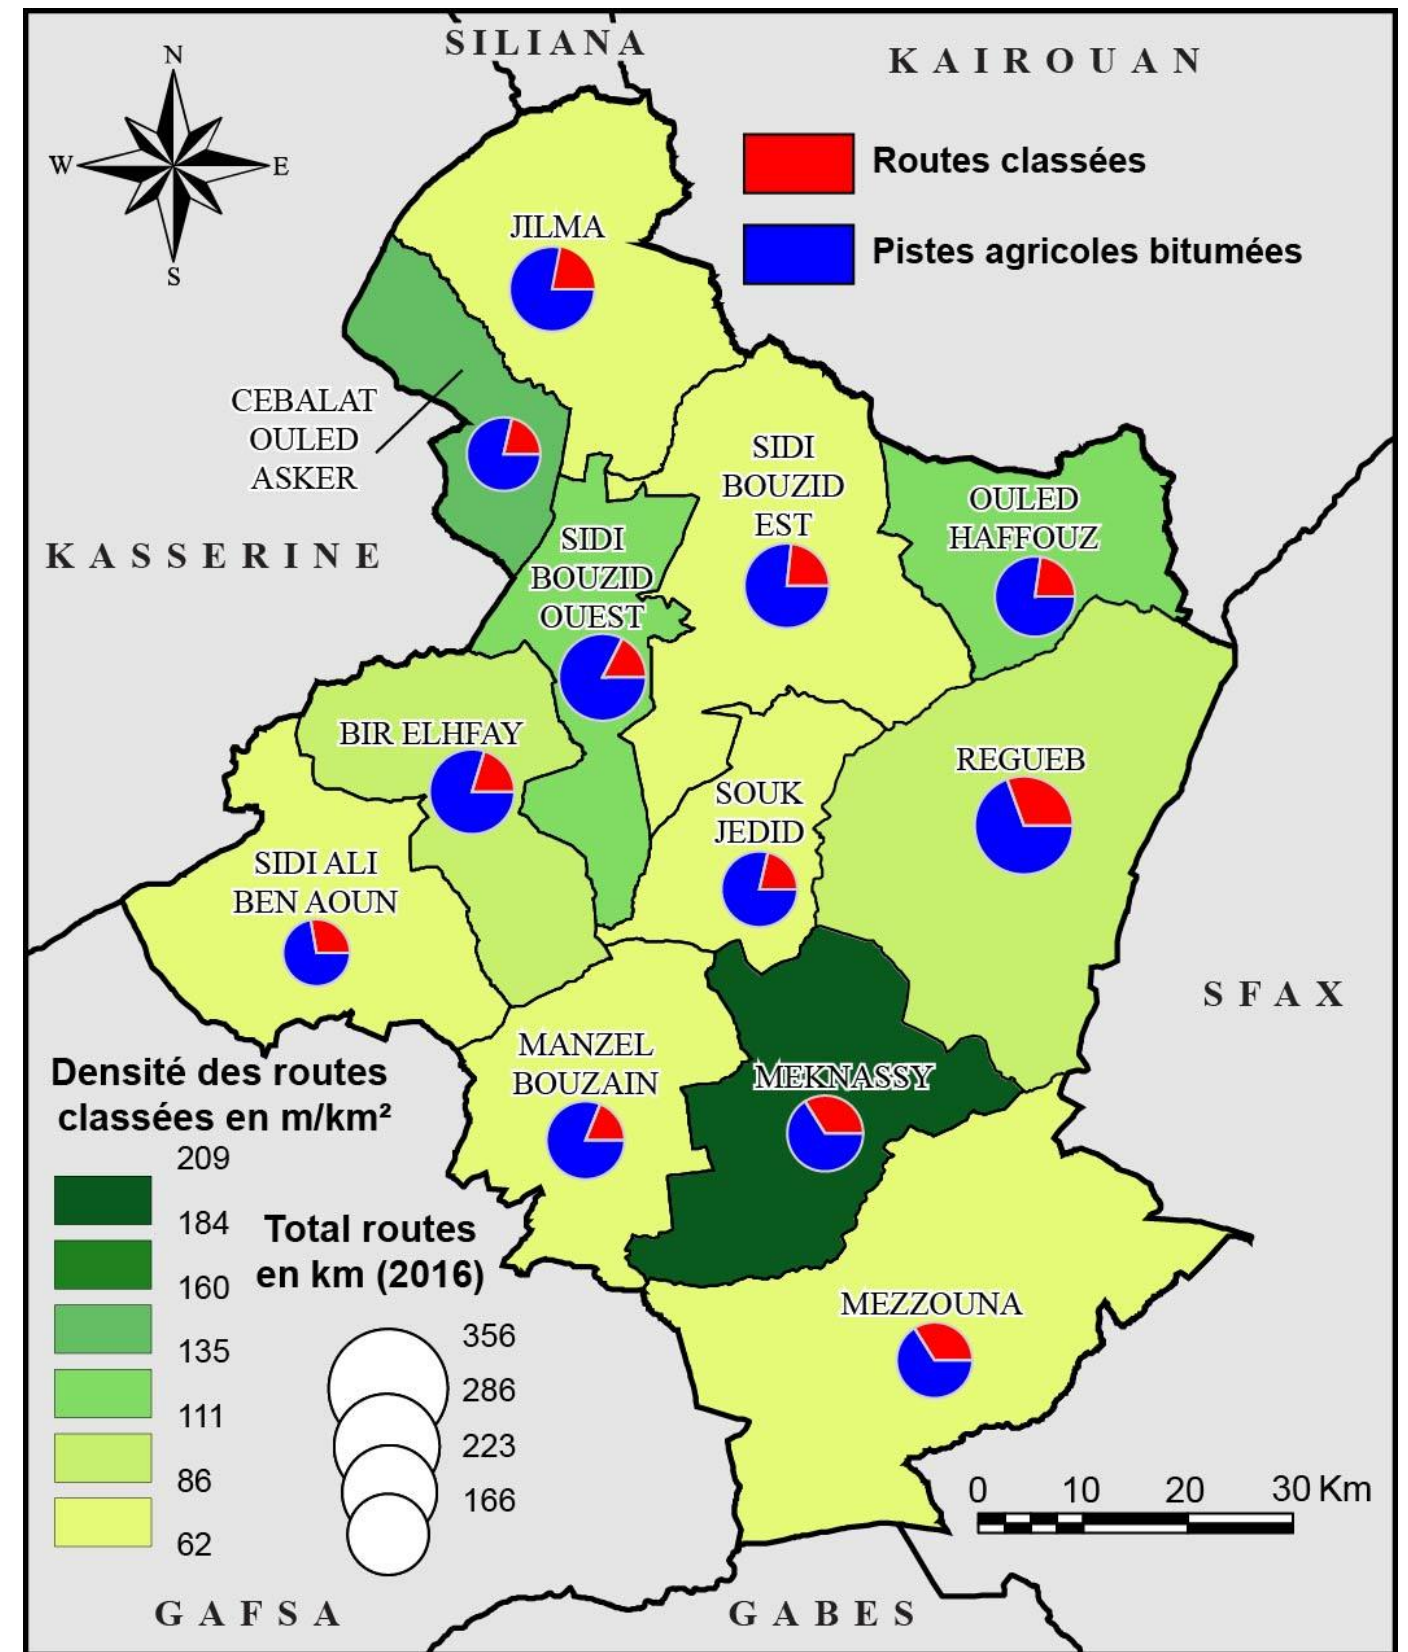 SILIANA
KAIROUAN
N
W
E
S
Routes classées
Pistes agricoles bitumées
JILMA
CEBALAT
OULED
ASKER
SIDI
BOUZID
EST
OULED
HAFFOUZ
KASSERINE
SIDI
BOUZID
OUEST
BIR ELHFAY
REGUEB
SOUK
JEDID
SIDI ALI
BEN AOUN
SFAX
MANZEL
BOUZAIN
MEKNASSY
MEZZOUNA
Densité des routes
classées en m/km²
209
184
160
135
111
86
62
Total routes
en km (2016)
356
286
223
166
0 10 20 30 Km
GAFSA
GABES